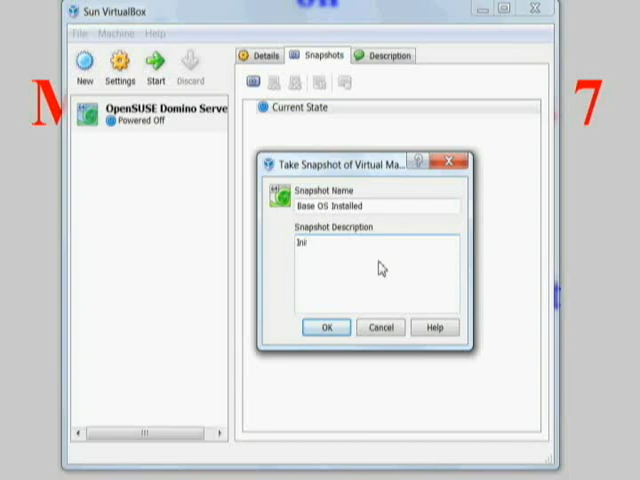 on
Sun VirtualBox
File Machine Help
New Settings Start Discard
Details Snapshots Description
M 7
OpenSUSE Domino Serve
Powered Off
Current State
Take Snapshot of Virtual Ma...
Snapshot Name
Base OS Installed
Snapshot Description
Ini
t
OK Cancel Help